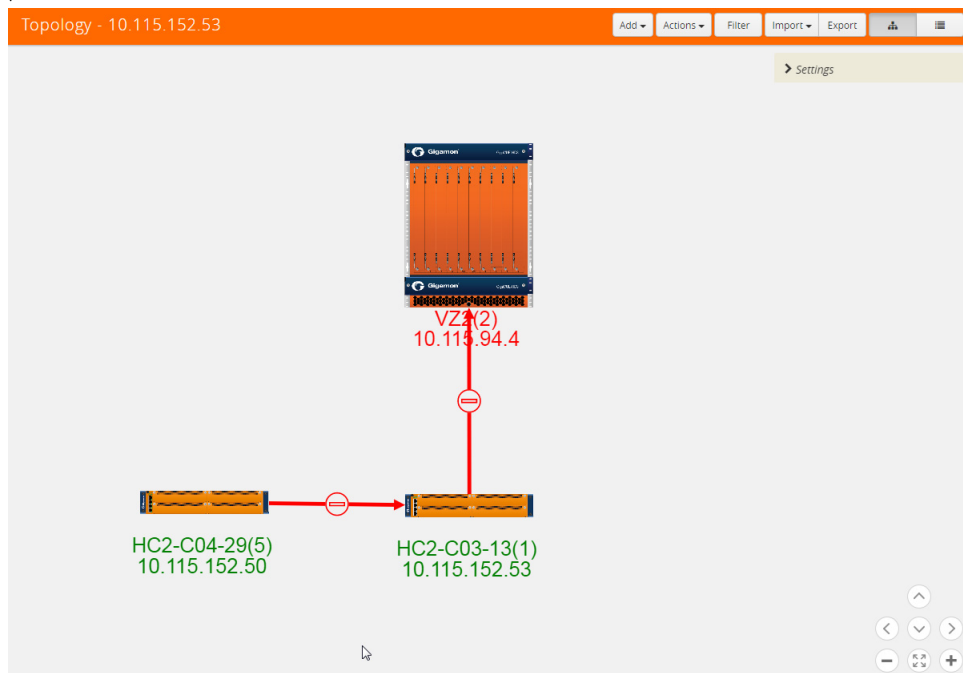 Topology - 10.115.152.53
Add
Actions
Filter
Import
Export
Settings
Gigamon
Gigamon
VZ2(2)
10.115.94.4
HC2-C04-29(5)
10.115.152.50
HC2-C03-13(1)
10.115.152.53